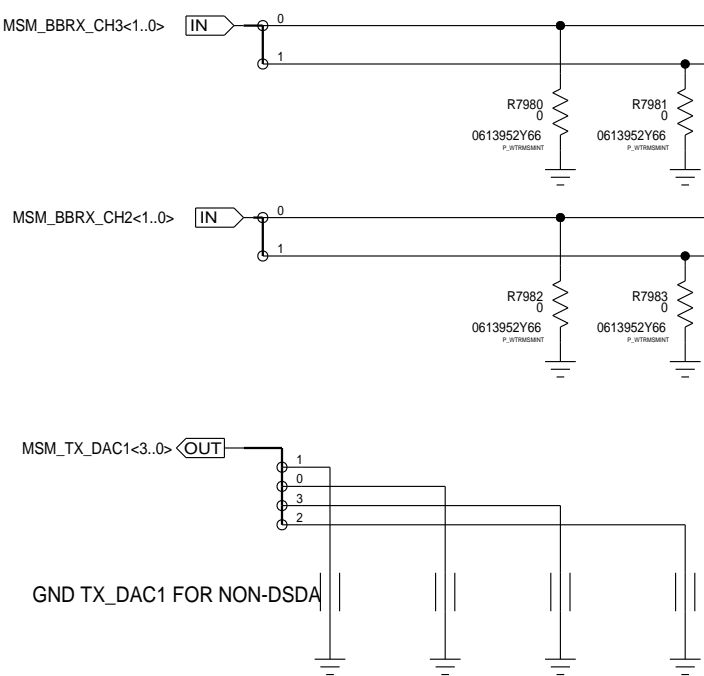 MSM_BBRX_CH3<1..0> IN 0
1
R7980 R7981
0 0
0613952Y66 0613952Y66
P_WTRMSMINT P_WTRMSMINT
MSM_BBRX_CH2<1..0> IN 0
1
R7982 R7983
0 0
0613952Y66 0613952Y66
P_WTRMSMINT P_WTRMSMINT
MSM_TX_DAC1<3..0> OUT
1
0
3
2
GND TX_DAC1 FOR NON-DSDA